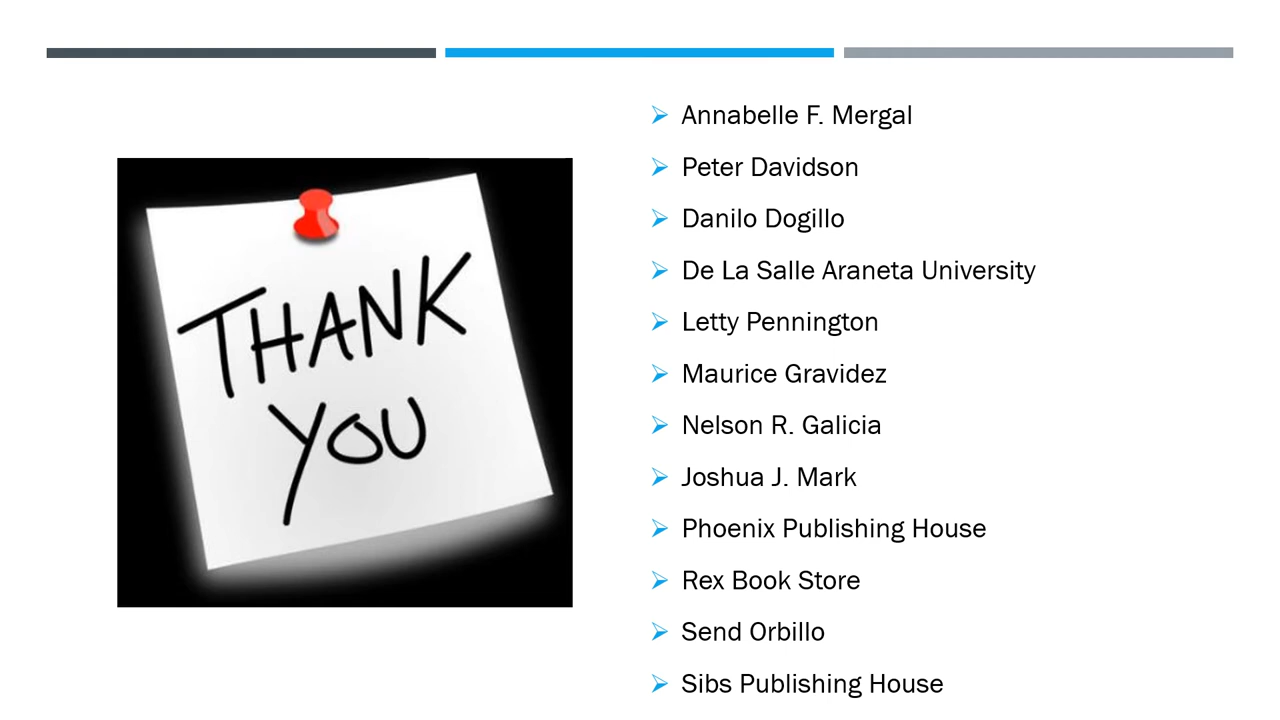 THANK
YOU
Annabelle F. Mergal
Peter Davidson
Danilo Dogillo
De La Salle Araneta University
Letty Pennington
Maurice Gravidez
Nelson R. Galicia
Joshua J. Mark
Phoenix Publishing House
Rex Book Store
Send Orbillo
Sibs Publishing House